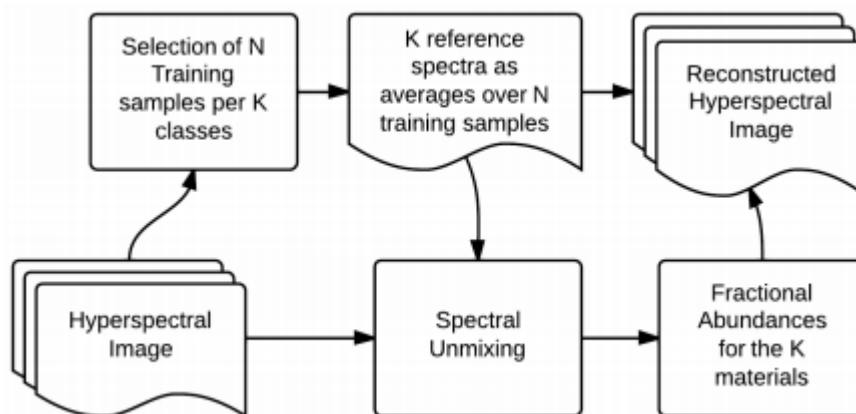 Selection of N
Training
samples per K
classes
K reference
spectra as
averages over N
training samples
Reconstructed
Hyperspectral
Image
Hyperspectral
Image
Spectral
Unmixing
Fractional
Abundances
for the K
materials